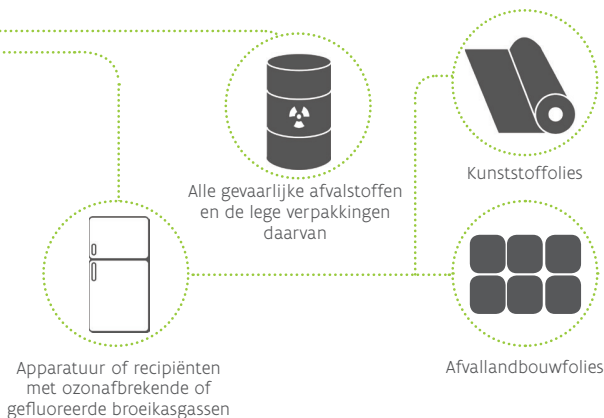 Alle gevaarlijke afvalstoffen
en de lege verpakkingen
daarvan
Kunststoffolies
Apparatuur of recipiënten
met ozonafbrekende of
gefluoreerde broeikasgassen
Afvallandbouwfolies